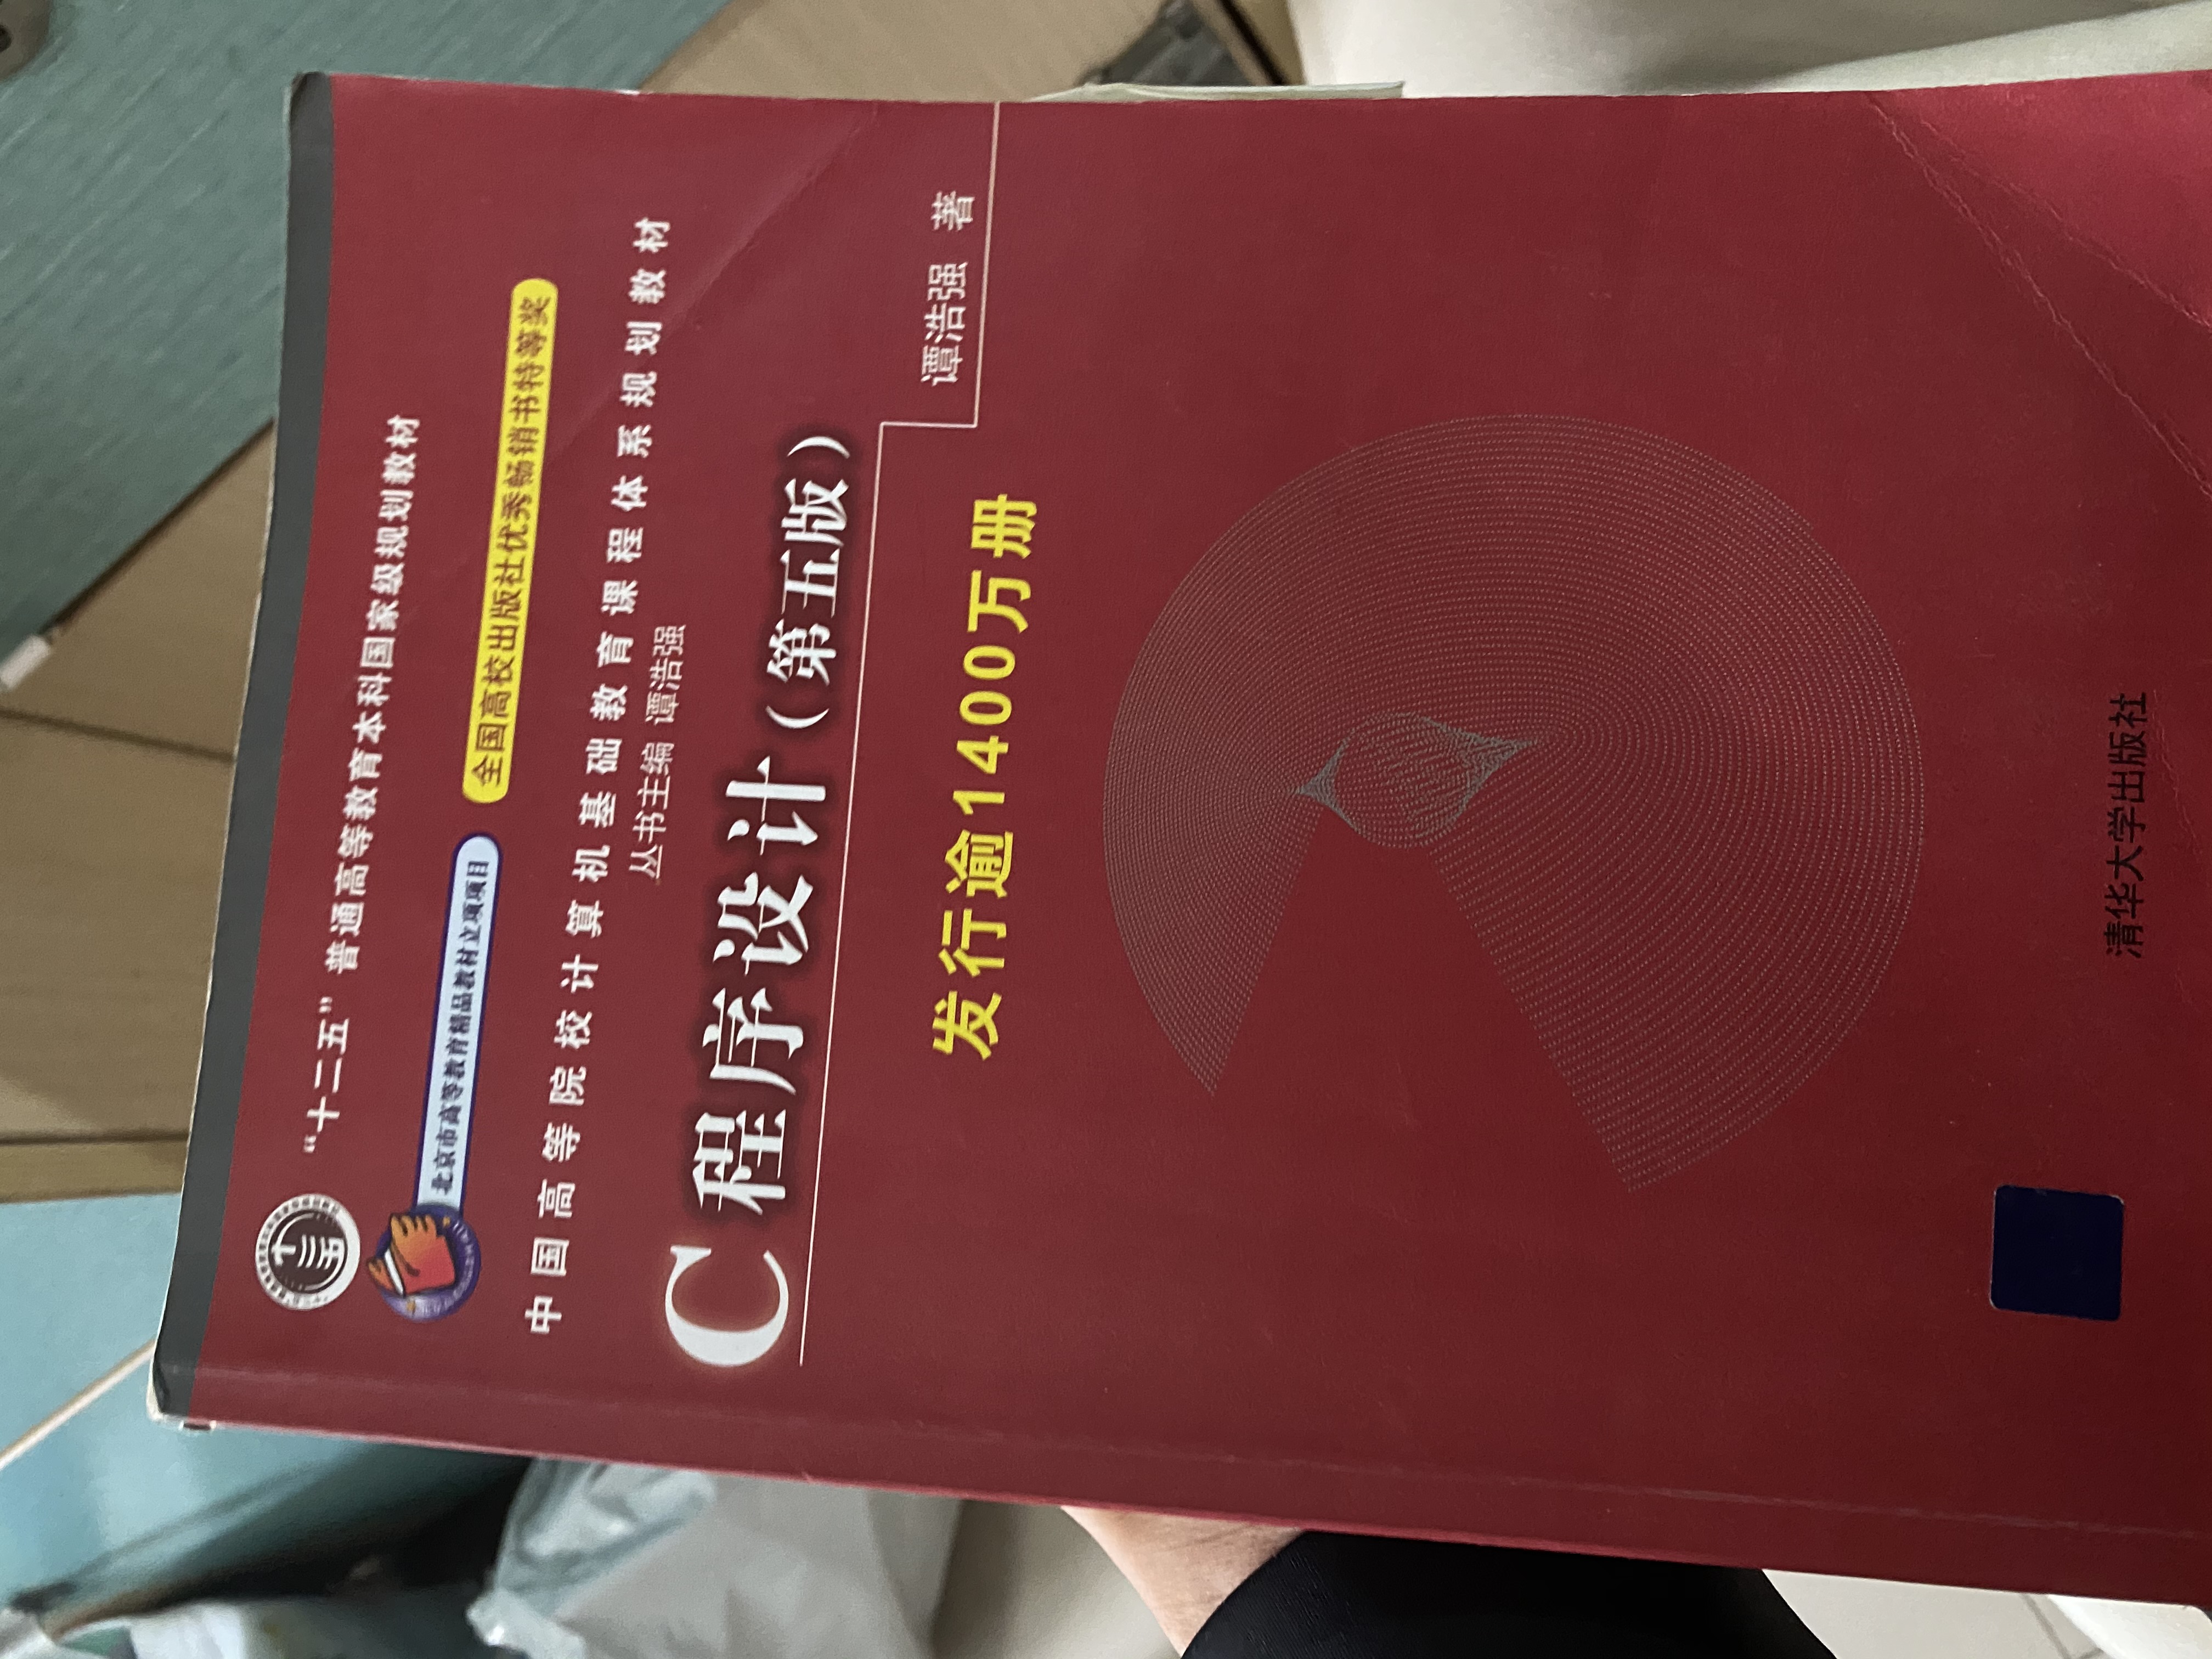 十二五
“十二五”普通高等教育本科国家级规划教材
北京市高等教育精品教材立项项目
全国高校出版社优秀畅销书特等奖
中国高等院校计算机基础教育课程体系规划教材
丛书主编 谭浩强
C程序设计（第五版）
谭浩强 著
发行逾1400万册
清华大学出版社